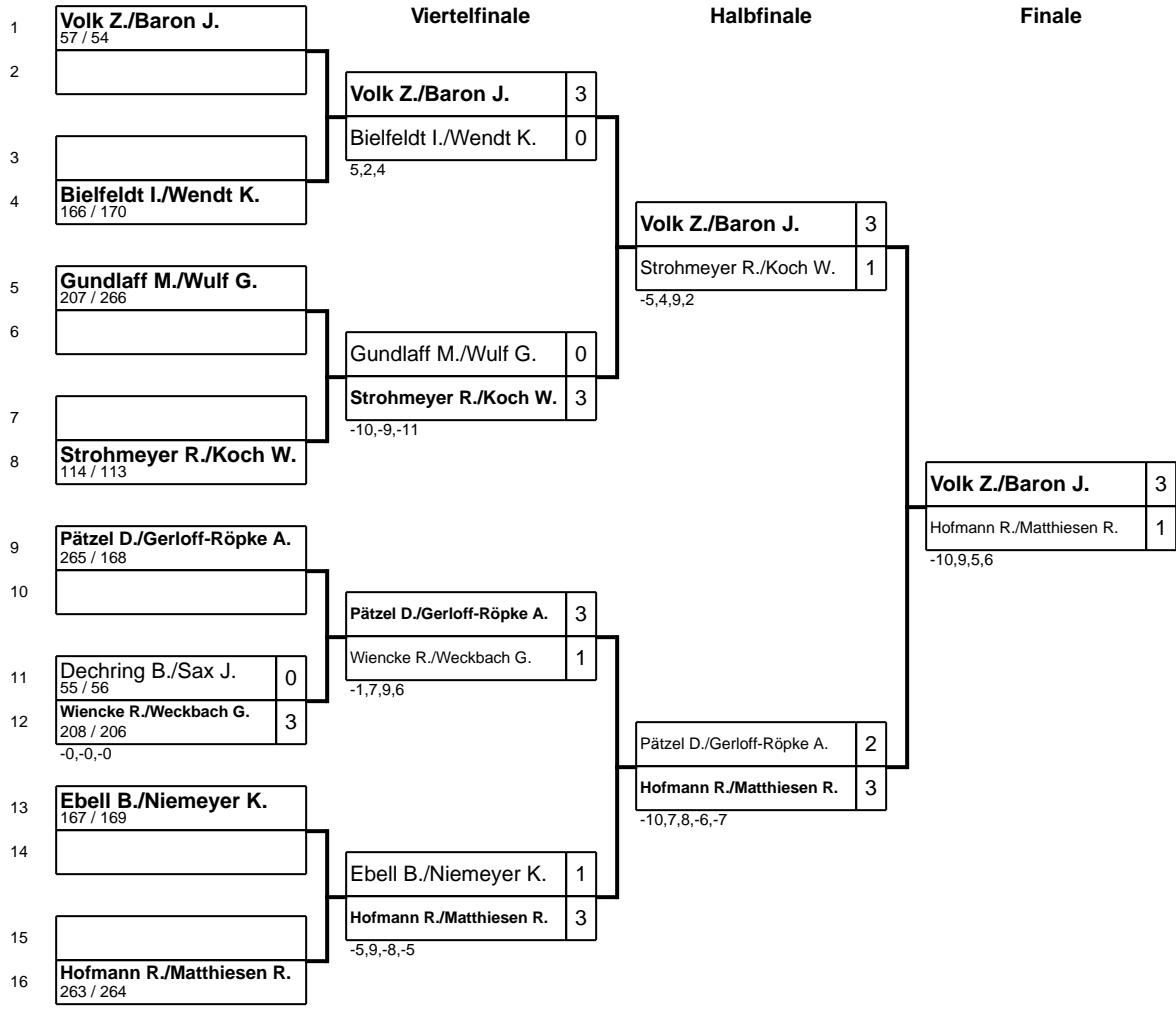 Viertelfinale
Halbfinale
Finale
1
Volk Z./Baron J.
57 / 54
2
3
4
Bielfeldt I./Wendt K.
166 / 170
5
Gundlaff M./Wulf G.
207 / 266
6
7
8
Strohmeyer R./Koch W.
114 / 113
9
Pätzel D./Gerloff-Röpke A.
265 / 168
10
11
Dechring B./Sax J. 0
55 / 56
12
Wiencke R./Weckbach G. 3
208 / 206
-0,-0,-0
13
Ebell B./Niemeyer K.
167 / 169
14
15
16
Hofmann R./Matthiesen R.
263 / 264
Volk Z./Baron J. 3
Bielfeldt I./Wendt K. 0
5,2,4
Gundlaff M./Wulf G. 0
Strohmeyer R./Koch W. 3
-10,-9,-11
Pätzel D./Gerloff-Röpke A. 3
Wiencke R./Weckbach G. 1
-1,7,9,6
Ebell B./Niemeyer K. 1
Hofmann R./Matthiesen R. 3
-5,9,-8,-5
Volk Z./Baron J. 3
Strohmeyer R./Koch W. 1
-5,4,9,2
Pätzel D./Gerloff-Röpke A. 2
Hofmann R./Matthiesen R. 3
-10,7,8,-6,-7
Volk Z./Baron J. 3
Hofmann R./Matthiesen R. 1
-10,9,5,6